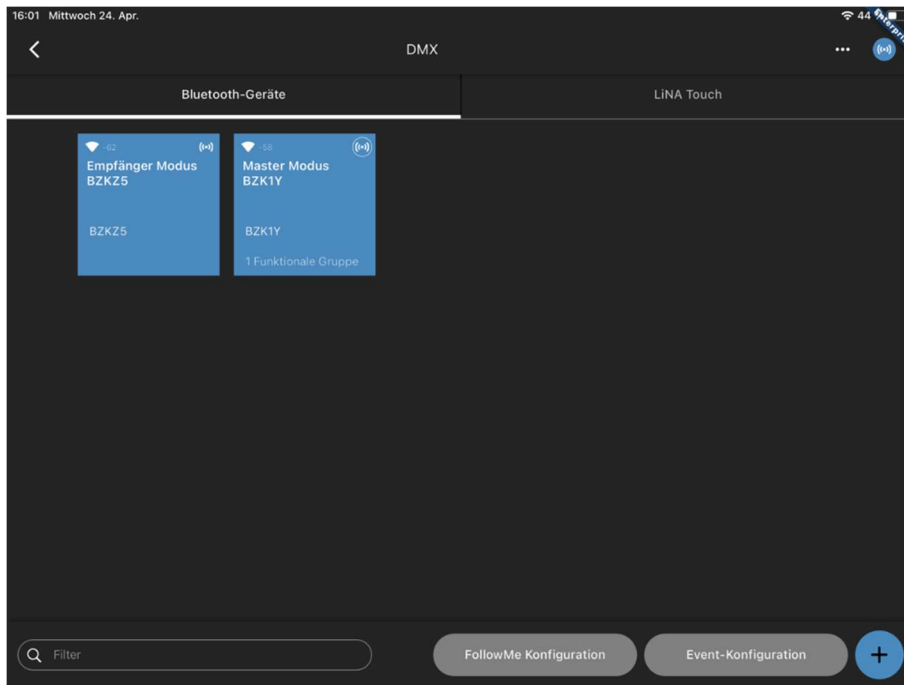 16:01 Mittwoch 24. Apr.
44
DMX
Bluetooth-Geräte
LiNA Touch
-62
Empfänger Modus
BZKZ5
BZKZ5
-58
Master Modus
BZK1Y
BZK1Y
1 Funktionale Gruppe
Filter
FollowMe Konfiguration
Event-Konfiguration